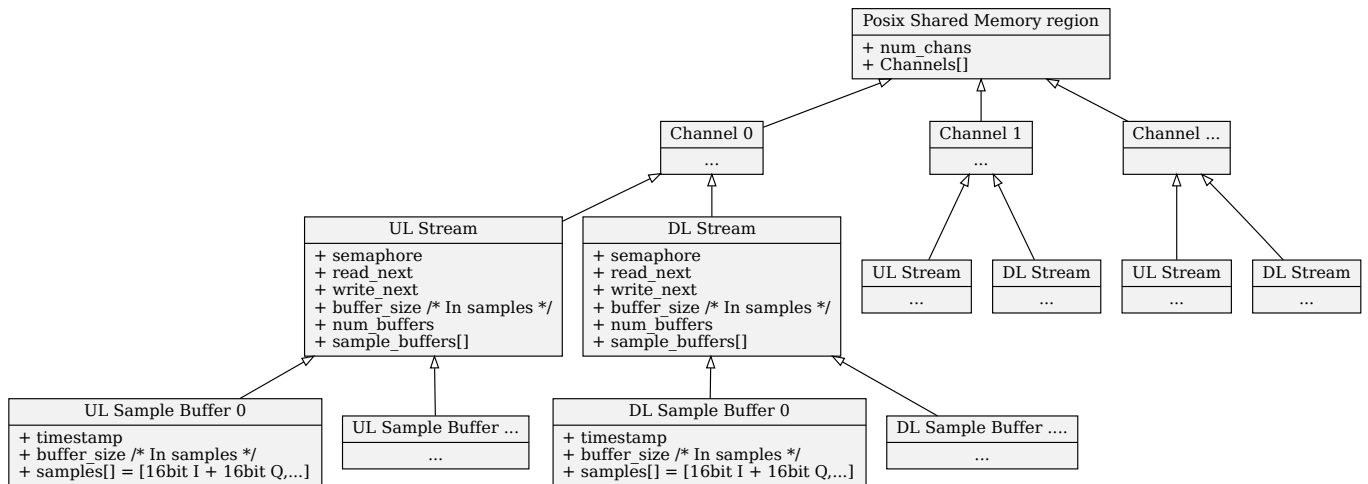 Posix Shared Memory region
+ num_chans
+ Channels[]
Channel 0
...
Channel 1
...
Channel ...
UL Stream
+ semaphore
+ read_next
+ write_next
+ buffer_size /* In samples */
+ num_buffers
+ sample_buffers[]
DL Stream
+ semaphore
+ read_next
+ write_next
+ buffer_size /* In samples */
+ num_buffers
+ sample_buffers[]
UL Stream
...
DL Stream
...
UL Stream
...
DL Stream
...
UL Sample Buffer 0
+ timestamp
+ buffer_size /* In samples */
+ samples[] = [16bit I + 16bit Q,...]
UL Sample Buffer ...
...
DL Sample Buffer 0
+ timestamp
+ buffer_size /* In samples */
+ samples[] = [16bit I + 16bit Q,...]
DL Sample Buffer ....
...